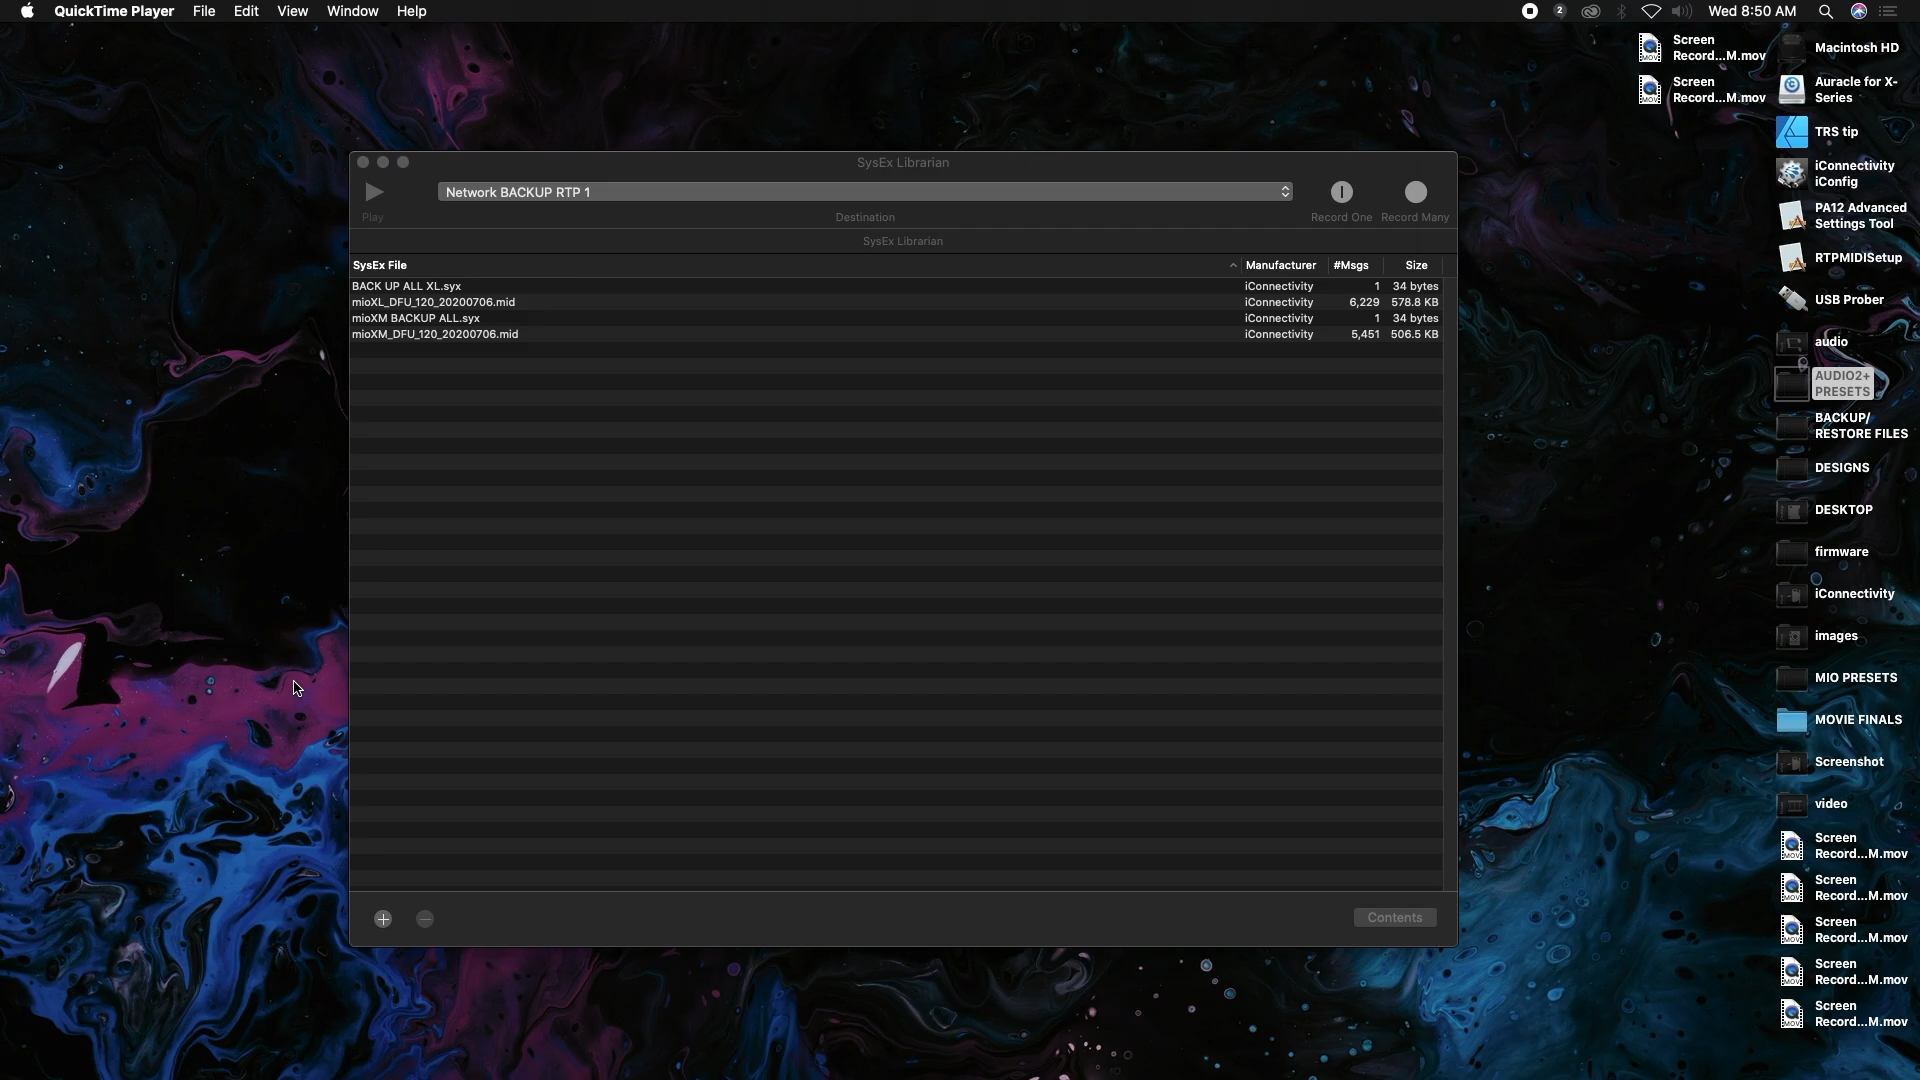 QuickTime Player File Edit View Window Help
2 Wed 8:50 AM
SysEx Librarian
Network BACKUP RTP 1
Play Destination Record One Record Many
SysEx Librarian
SysEx File Manufacturer #Msgs Size
BACK UP ALL XL.syx iConnectivity 1 34 bytes
mioXL_DFU_120_20200706.mid iConnectivity 6,229 578.8 KB
mioXM BACKUP ALL.syx iConnectivity 1 34 bytes
mioXM_DFU_120_20200706.mid iConnectivity 5,451 506.5 KB
Contents
Screen
Record...M.mov
Screen
Record...M.mov
Macintosh HD
Auracle for X-
Series
TRS tip
iConnectivity
iConfig
PA12 Advanced
Settings Tool
RTPMIDISetup
USB Prober
audio
AUDIO2+
PRESETS
BACKUP/
RESTORE FILES
DESIGNS
DESKTOP
firmware
iConnectivity
images
MIO PRESETS
MOVIE FINALS
Screenshot
video
Screen
Record...M.mov
Screen
Record...M.mov
Screen
Record...M.mov
Screen
Record...M.mov
Screen
Record...M.mov